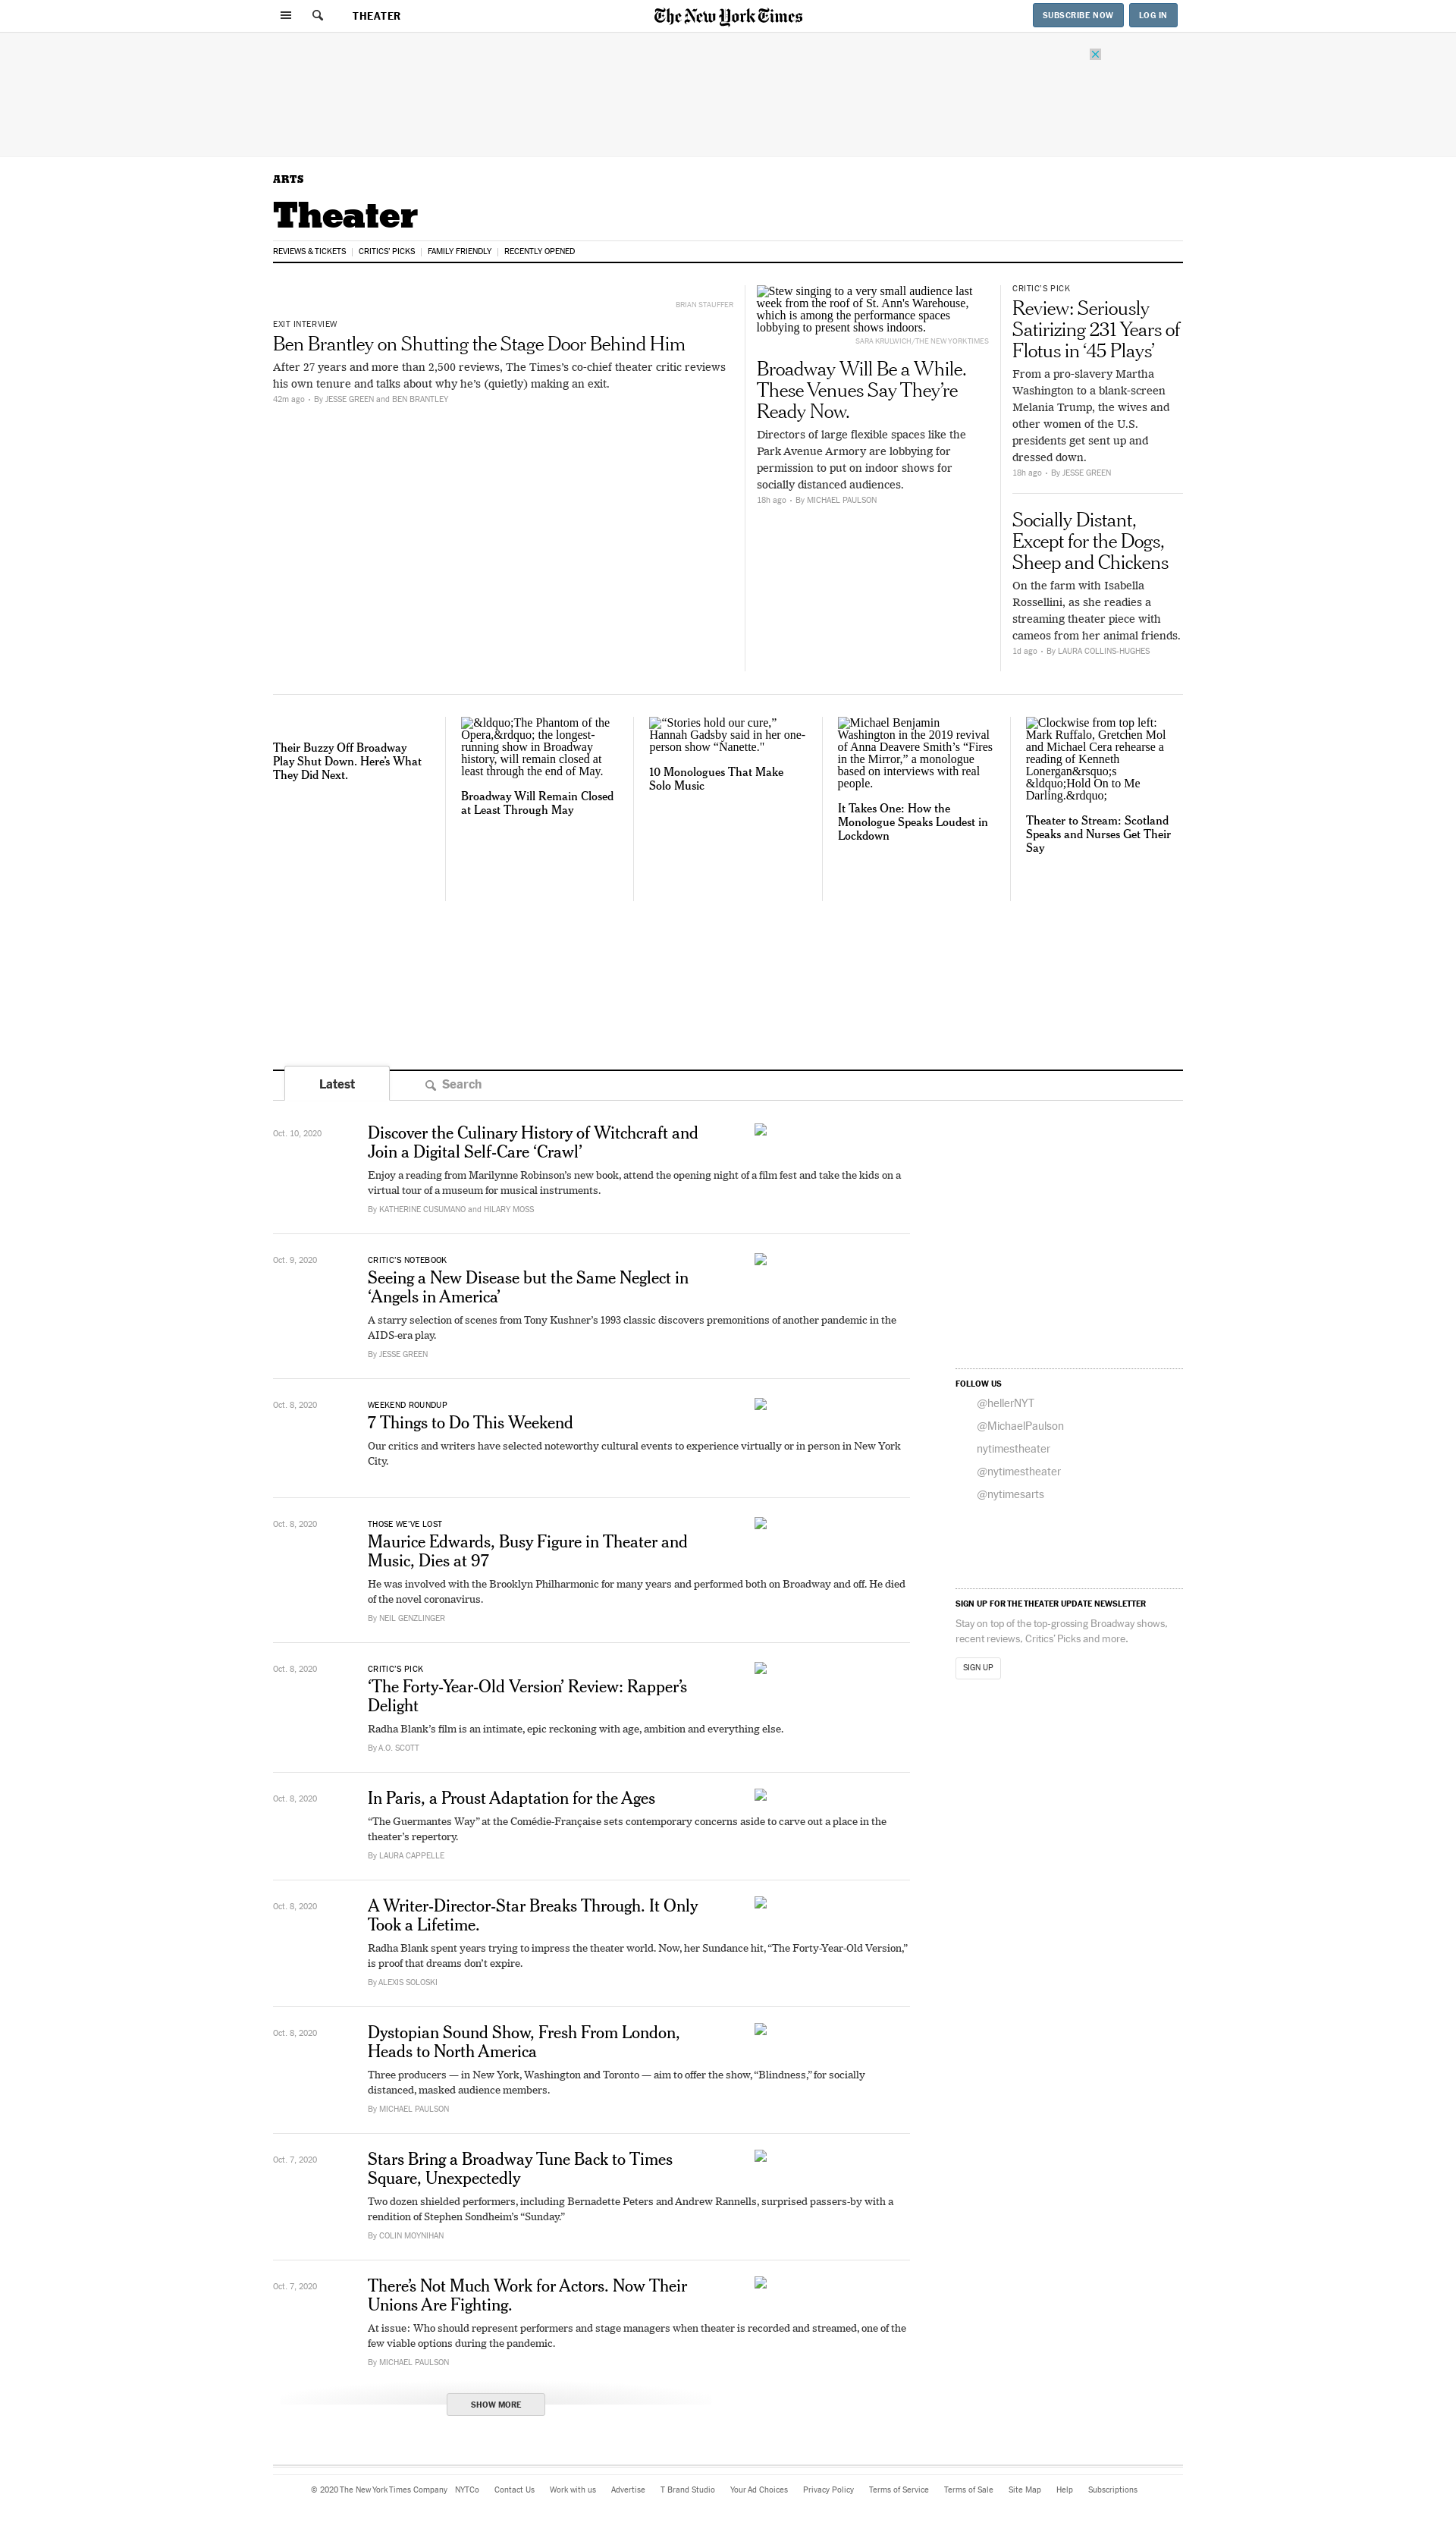 THEATER
The New York Times
SUBSCRIBE NOW
LOG IN
ARTS
Theater
REVIEWS & TICKETS | CRITICS' PICKS | FAMILY FRIENDLY | RECENTLY OPENED
BRIAN STAUFFER
EXIT INTERVIEW
Ben Brantley on Shutting the Stage Door Behind Him
After 27 years and more than 2,500 reviews, The Times’s co-chief theater critic reviews
his own tenure and talks about why he’s (quietly) making an exit.
42m ago • By JESSE GREEN and BEN BRANTLEY
Stew singing to a very small audience last
week from the roof of St. Ann's Warehouse,
which is among the performance spaces
lobbying to present shows indoors.
SARA KRULWICH/THE NEW YORK TIMES
Broadway Will Be a While.
These Venues Say They’re
Ready Now.
Directors of large flexible spaces like the
Park Avenue Armory are lobbying for
permission to put on indoor shows for
socially distanced audiences.
18h ago • By MICHAEL PAULSON
CRITIC’S PICK
Review: Seriously
Satirizing 231 Years of
Flotus in ‘45 Plays’
From a pro-slavery Martha
Washington to a blank-screen
Melania Trump, the wives and
other women of the U.S.
presidents get sent up and
dressed down.
18h ago • By JESSE GREEN
Socially Distant,
Except for the Dogs,
Sheep and Chickens
On the farm with Isabella
Rossellini, as she readies a
streaming theater piece with
cameos from her animal friends.
1d ago • By LAURA COLLINS-HUGHES
Their Buzzy Off Broadway
Play Shut Down. Here’s What
They Did Next.
&ldquo;The Phantom of the
Opera,&rdquo; the longest-
running show in Broadway
history, will remain closed at
least through the end of May.
Broadway Will Remain Closed
at Least Through May
“Stories hold our cure,”
Hannah Gadsby said in her one-
person show “Nanette."
10 Monologues That Make
Solo Music
Michael Benjamin
Washington in the 2019 revival
of Anna Deavere Smith’s “Fires
in the Mirror,” a monologue
based on interviews with real
people.
It Takes One: How the
Monologue Speaks Loudest in
Lockdown
Clockwise from top left:
Mark Ruffalo, Gretchen Mol
and Michael Cera rehearse a
reading of Kenneth
Lonergan&rsquo;s
&ldquo;Hold On to Me
Darling.&rdquo;
Theater to Stream: Scotland
Speaks and Nurses Get Their
Say
Latest
Search
Oct. 10, 2020
Discover the Culinary History of Witchcraft and
Join a Digital Self-Care ‘Crawl’
Enjoy a reading from Marilynne Robinson’s new book, attend the opening night of a film fest and take the kids on a
virtual tour of a museum for musical instruments.
By KATHERINE CUSUMANO and HILARY MOSS
Oct. 9, 2020
CRITIC’S NOTEBOOK
Seeing a New Disease but the Same Neglect in
‘Angels in America’
A starry selection of scenes from Tony Kushner’s 1993 classic discovers premonitions of another pandemic in the
AIDS-era play.
By JESSE GREEN
Oct. 8, 2020
WEEKEND ROUNDUP
7 Things to Do This Weekend
Our critics and writers have selected noteworthy cultural events to experience virtually or in person in New York
City.
Oct. 8, 2020
THOSE WE’VE LOST
Maurice Edwards, Busy Figure in Theater and
Music, Dies at 97
He was involved with the Brooklyn Philharmonic for many years and performed both on Broadway and off. He died
of the novel coronavirus.
By NEIL GENZLINGER
Oct. 8, 2020
CRITIC’S PICK
‘The Forty-Year-Old Version’ Review: Rapper’s
Delight
Radha Blank’s film is an intimate, epic reckoning with age, ambition and everything else.
By A.O. SCOTT
Oct. 8, 2020
In Paris, a Proust Adaptation for the Ages
“The Guermantes Way” at the Comédie-Française sets contemporary concerns aside to carve out a place in the
theater’s repertory.
By LAURA CAPPELLE
Oct. 8, 2020
A Writer-Director-Star Breaks Through. It Only
Took a Lifetime.
Radha Blank spent years trying to impress the theater world. Now, her Sundance hit, “The Forty-Year-Old Version,”
is proof that dreams don’t expire.
By ALEXIS SOLOSKI
Oct. 8, 2020
Dystopian Sound Show, Fresh From London,
Heads to North America
Three producers — in New York, Washington and Toronto — aim to offer the show, “Blindness,” for socially
distanced, masked audience members.
By MICHAEL PAULSON
Oct. 7, 2020
Stars Bring a Broadway Tune Back to Times
Square, Unexpectedly
Two dozen shielded performers, including Bernadette Peters and Andrew Rannells, surprised passers-by with a
rendition of Stephen Sondheim’s “Sunday.”
By COLIN MOYNIHAN
Oct. 7, 2020
There’s Not Much Work for Actors. Now Their
Unions Are Fighting.
At issue: Who should represent performers and stage managers when theater is recorded and streamed, one of the
few viable options during the pandemic.
By MICHAEL PAULSON
SHOW MORE
FOLLOW US
@hellerNYT
@MichaelPaulson
nytimestheater
@nytimestheater
@nytimesarts
SIGN UP FOR THE THEATER UPDATE NEWSLETTER
Stay on top of the top-grossing Broadway shows,
recent reviews, Critics’ Picks and more.
SIGN UP
© 2020 The New York Times Company NYTCo Contact Us Work with us Advertise T Brand Studio Your Ad Choices Privacy Policy Terms of Service Terms of Sale Site Map Help Subscriptions